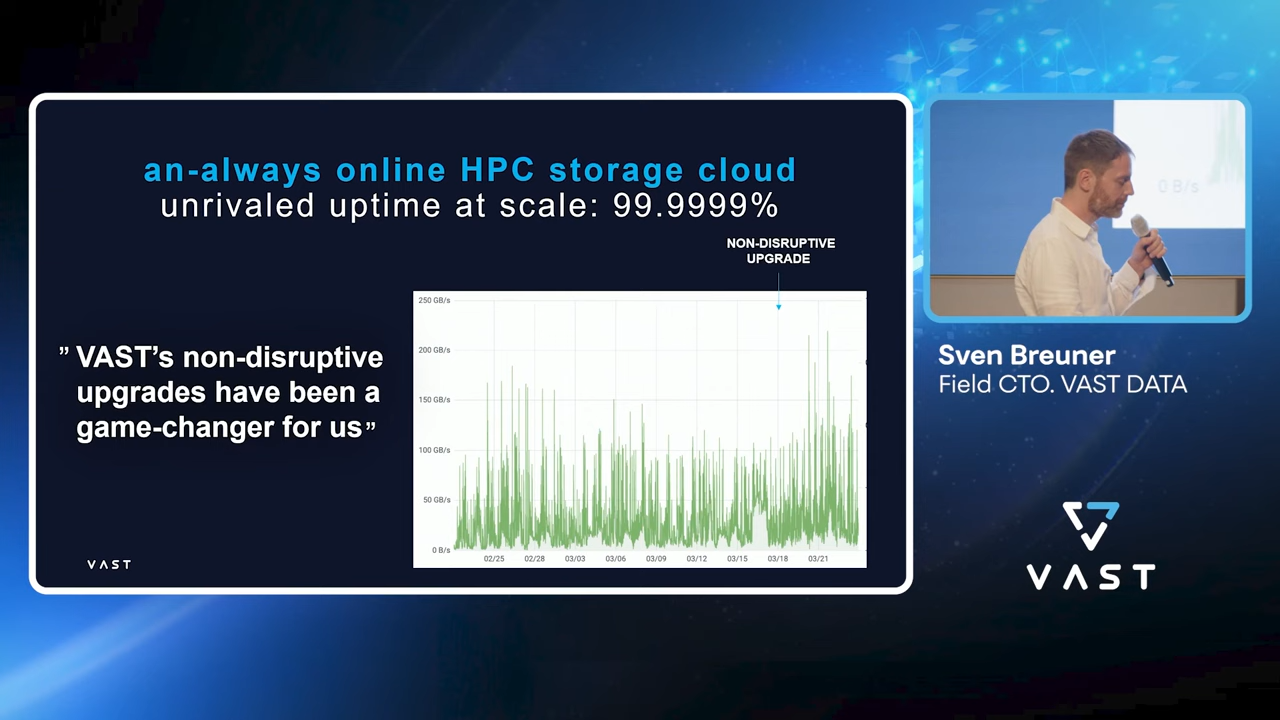 an-always online HPC storage cloud
unrivaled uptime at scale: 99.9999%
NON-DISRUPTIVE
UPGRADE
” VAST’s non-disruptive
upgrades have been a
game-changer for us”
250 GB/s
200 GB/s
150 GB/s
100 GB/s
50 GB/s
0 B/s
02/25 02/28 03/03 03/06 03/09 03/12 03/15 03/18 03/21
VAST
0 B/s
Sven Breuner
Field CTO. VAST DATA
VAST